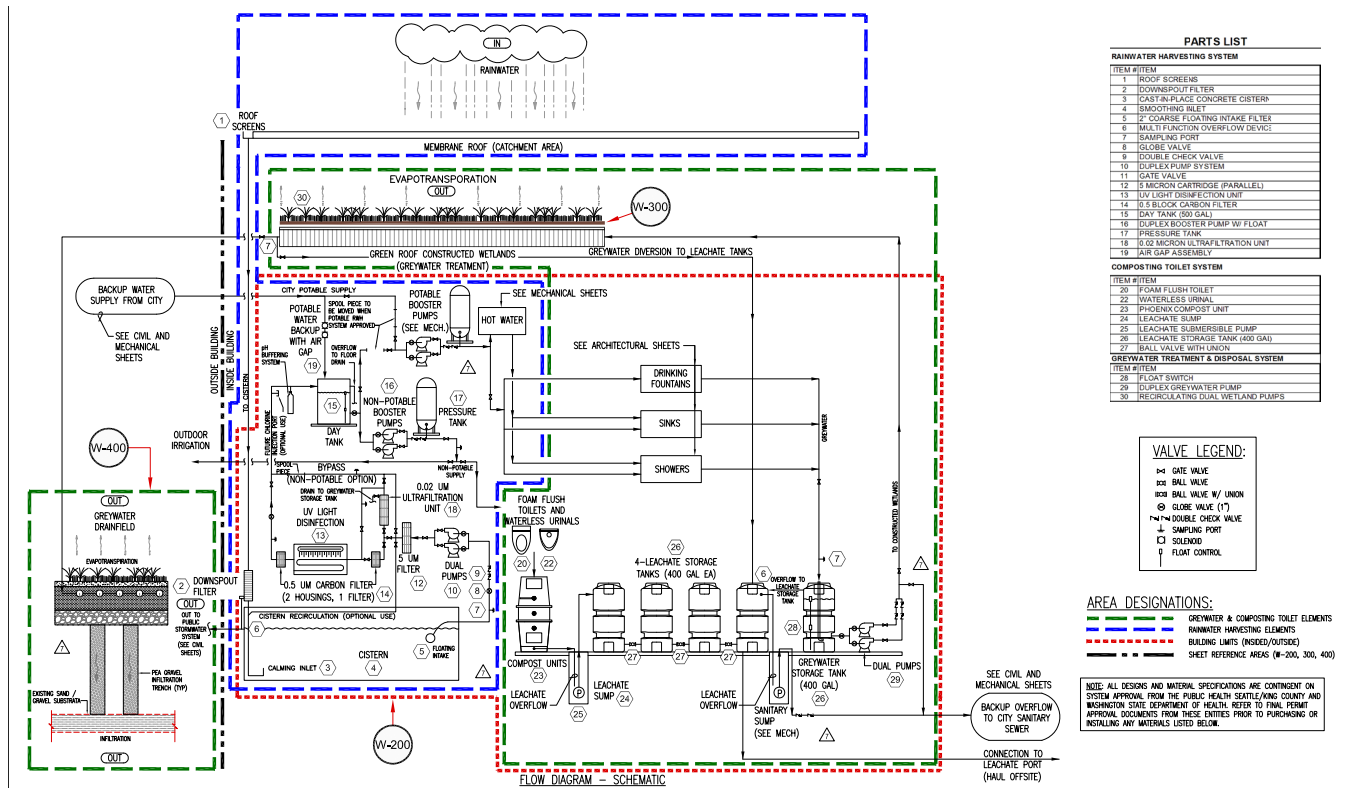 IN
RAINWATER
1
ROOF
SCREENS
MEMBRANE ROOF (CATCHMENT AREA)
EVAPOTRANSPORATION
OUT
30
W-300
7
GREEN ROOF CONSTRUCTED WETLANDS
(GREYWATER TREATMENT)
GREYWATER DIVERSION TO LEACHATE TANKS
BACKUP WATER
SUPPLY FROM CITY
SEE CIVIL AND
MECHANICAL
SHEETS
OUTSIDE BUILDING
INSIDE BUILDING
TO CISTERN
CITY POTABLE SUPPLY
POTABLE
WATER
BACKUP
WITH AIR
GAP
19
SPOOL PIECE TO
BE MOVED WHEN
POTABLE RWH
SYSTEM APPROVED
OVERFLOW
TO FLOOR
DRAIN
POTABLE
BOOSTER
PUMPS
(SEE MECH.)
SEE MECHANICAL SHEETS
HOT WATER
7
pH
BUFFERING
SYSTEM
FUTURE CHLORINE
INJECTION PORT
(OPTIONAL USE)
15
DAY
TANK
16
NON-POTABLE
BOOSTER
PUMPS
17
PRESSURE
TANK
SEE ARCHITECTURAL SHEETS
DRINKING
FOUNTAINS
SINKS
SHOWERS
GREYWATER
OUTDOOR
IRRIGATION
SPOOL
PIECE
BYPASS
(NON-POTABLE OPTION)
NON-POTABLE
SUPPLY
DRAIN TO GREYWATER
STORAGE TANK
0.02 UM
ULTRAFILTRATION
UNIT
18
UV LIGHT
DISINFECTION
13
0.5 UM CARBON FILTER
(2 HOUSINGS, 1 FILTER)
14
5 UM
FILTER
12
DUAL
PUMPS
10
9
8
7
CISTERN RECIRCULATION (OPTIONAL USE)
6
CALMING INLET
3
CISTERN
4
5
FLOATING
INTAKE
7
W-200
W-400
OUT
GREYWATER
DRAINFIELD
EVAPOTRANSPIRATION
2
DOWNSPOUT
FILTER
OUT
OUT TO
PUBLIC
STORMWATER
SYSTEM
(SEE CIVIL
SHEETS)
7
PEA GRAVEL
INFILTRATION
TRENCH (TYP)
EXISTING SAND /
GRAVEL SUBSTRATA
INFILTRATION
OUT
FOAM FLUSH
TOILETS AND
WATERLESS URINALS
20
22
COMPOST UNITS
23
LEACHATE
OVERFLOW
P
25
LEACHATE
SUMP
24
26
4-LEACHATE STORAGE
TANKS (400 GAL EA)
27
27
27
6
OVERFLOW TO
LEACHATE
STORAGE
TANK
7
28
LEACHATE
OVERFLOW
P
SANITARY
SUMP
(SEE MECH)
GREYWATER
STORAGE TANK
(400 GAL)
26
7
DUAL PUMPS
29
TO CONSTRUCTED WETLANDS
7
SEE CIVIL AND
MECHANICAL SHEETS
BACKUP OVERFLOW
TO CITY SANITARY
SEWER
CONNECTION TO
LEACHATE PORT
(HAUL OFFSITE)
FLOW DIAGRAM - SCHEMATIC
PARTS LIST
RAINWATER HARVESTING SYSTEM
ITEM # ITEM
1 ROOF SCREENS
2 DOWNSPOUT FILTER
3 CAST-IN-PLACE CONCRETE CISTERN
4 SMOOTHING INLET
5 2" COARSE FLOATING INTAKE FILTER
6 MULTI FUNCTION OVERFLOW DEVICE
7 SAMPLING PORT
8 GLOBE VALVE
9 DOUBLE CHECK VALVE
10 DUPLEX PUMP SYSTEM
11 GATE VALVE
12 5 MICRON CARTRIDGE (PARALLEL)
13 UV LIGHT DISINFECTION UNIT
14 0.5 BLOCK CARBON FILTER
15 DAY TANK (500 GAL)
16 DUPLEX BOOSTER PUMP W/ FLOAT
17 PRESSURE TANK
18 0.02 MICRON ULTRAFILTRATION UNIT
19 AIR GAP ASSEMBLY
COMPOSTING TOILET SYSTEM
ITEM # ITEM
20 FOAM FLUSH TOILET
22 WATERLESS URINAL
23 PHOENIX COMPOST UNIT
24 LEACHATE SUMP
25 LEACHATE SUBMERSIBLE PUMP
26 LEACHATE STORAGE TANK (400 GAL)
27 BALL VALVE WITH UNION
GREYWATER TREATMENT & DISPOSAL SYSTEM
ITEM # ITEM
28 FLOAT SWITCH
29 DUPLEX GREYWATER PUMP
30 RECIRCULATING DUAL WETLAND PUMPS
VALVE LEGEND:
GATE VALVE
BALL VALVE
BALL VALVE W/ UNION
GLOBE VALVE (1")
DOUBLE CHECK VALVE
SAMPLING PORT
SOLENOID
FLOAT CONTROL
AREA DESIGNATIONS:
GREYWATER & COMPOSTING TOILET ELEMENTS
RAINWATER HARVESTING ELEMENTS
BUILDING LIMITS (INSIDED/OUTSIDE)
SHEET REFERENCE AREAS (W-200, 300, 400)
NOTE: ALL DESIGNS AND MATERIAL SPECIFICATIONS ARE CONTINGENT ON
SYSTEM APPROVAL FROM THE PUBLIC HEALTH SEATTLE/KING COUNTY AND
WASHINGTON STATE DEPARTMENT OF HEALTH. REFER TO FINAL PERMIT
APPROVAL DOCUMENTS FROM THESE ENTITIES PRIOR TO PURCHASING OR
INSTALLING ANY MATERIALS LISTED BELOW.